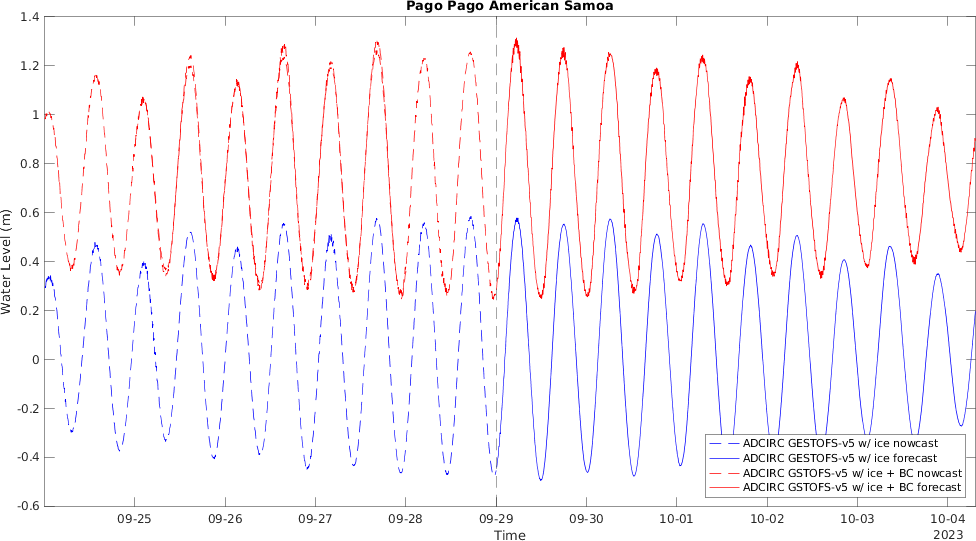 Pago Pago American Samoa
1.4
1.2
1
0.8
0.6
0.4
0.2
0
-0.2
-0.4
-0.6
Water Level (m)
ADCIRC GESTOFS-v5 w/ ice nowcast
ADCIRC GESTOFS-v5 w/ ice forecast
ADCIRC GSTOFS-v5 w/ ice + BC nowcast
ADCIRC GSTOFS-v5 w/ ice + BC forecast
09-25 09-26 09-27 09-28 09-29 09-30 10-01 10-02 10-03 10-04
Time 2023